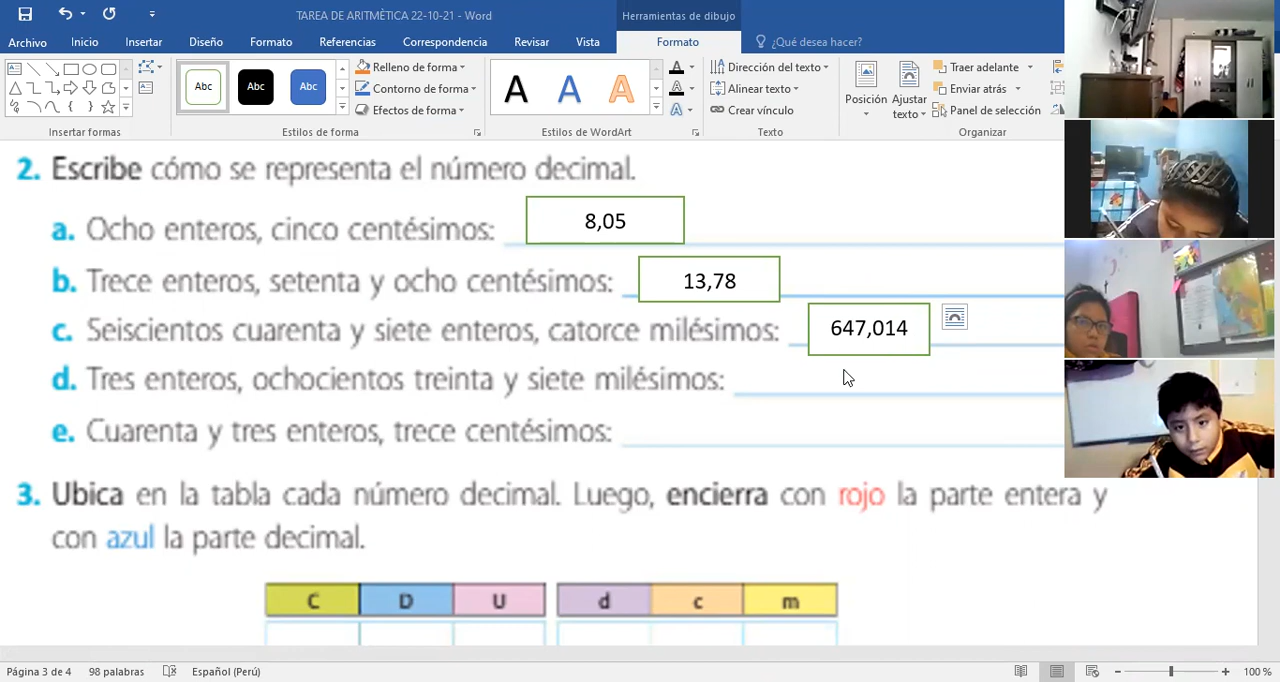 TAREA DE ARITMÈTICA 22-10-21 - Word
Herramientas de dibujo
Archivo Inicio Insertar Diseño Formato Referencias Correspondencia Revisar Vista Formato ¿Qué desea hacer?
Abc Abc Abc
Relleno de forma
Contorno de forma
Efectos de forma
A A A
A
A
A
Dirección del texto
Alinear texto
Crear vínculo
Posición
Ajustar texto
Traer adelante
Enviar atrás
Panel de selección
Insertar formas Estilos de forma Estilos de WordArt Texto Organizar
2. Escribe cómo se representa el número decimal.
a. Ocho enteros, cinco centésimos: 8,05
b. Trece enteros, setenta y ocho centésimos: 13,78
c. Seiscientos cuarenta y siete enteros, catorce milésimos: 647,014
d. Tres enteros, ochocientos treinta y siete milésimos:
e. Cuarenta y tres enteros, trece centésimos:
3. Ubica en la tabla cada número decimal. Luego, encierra con rojo la parte entera y
con azul la parte decimal.
C D U d c m
Página 3 de 4 98 palabras Español (Perú) 100 %